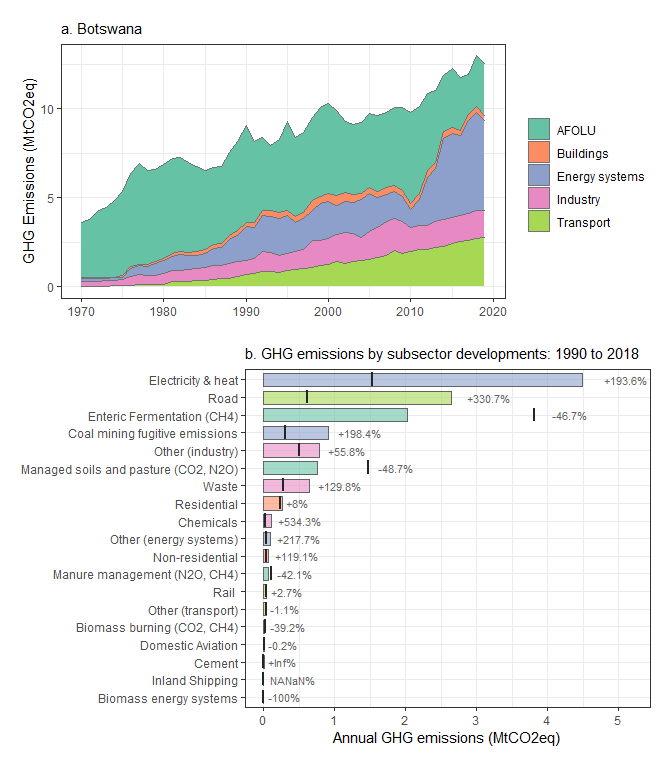 a. Botswana
GHG Emissions (MtCO2eq)
10
5
0
1970
1980
1990
2000
2010
2020
AFOLU
Buildings
Energy systems
Industry
Transport
b. GHG emissions by subsector developments: 1990 to 2018
Electricity & heat
+193.6%
Road
+330.7%
Enteric Fermentation (CH4)
-46.7%
Coal mining fugitive emissions
+198.4%
Other (industry)
+55.8%
Managed soils and pasture (CO2, N2O)
-48.7%
Waste
+129.8%
Residential
+8%
Chemicals
+534.3%
Other (energy systems)
+217.7%
Non-residential
+119.1%
Manure management (N2O, CH4)
-42.1%
Rail
+2.7%
Other (transport)
-1.1%
Biomass burning (CO2, CH4)
-39.2%
Domestic Aviation
-0.2%
Cement
+Inf%
Inland Shipping
NANaN%
Biomass energy systems
-100%
0
1
2
3
4
5
Annual GHG emissions (MtCO2eq)